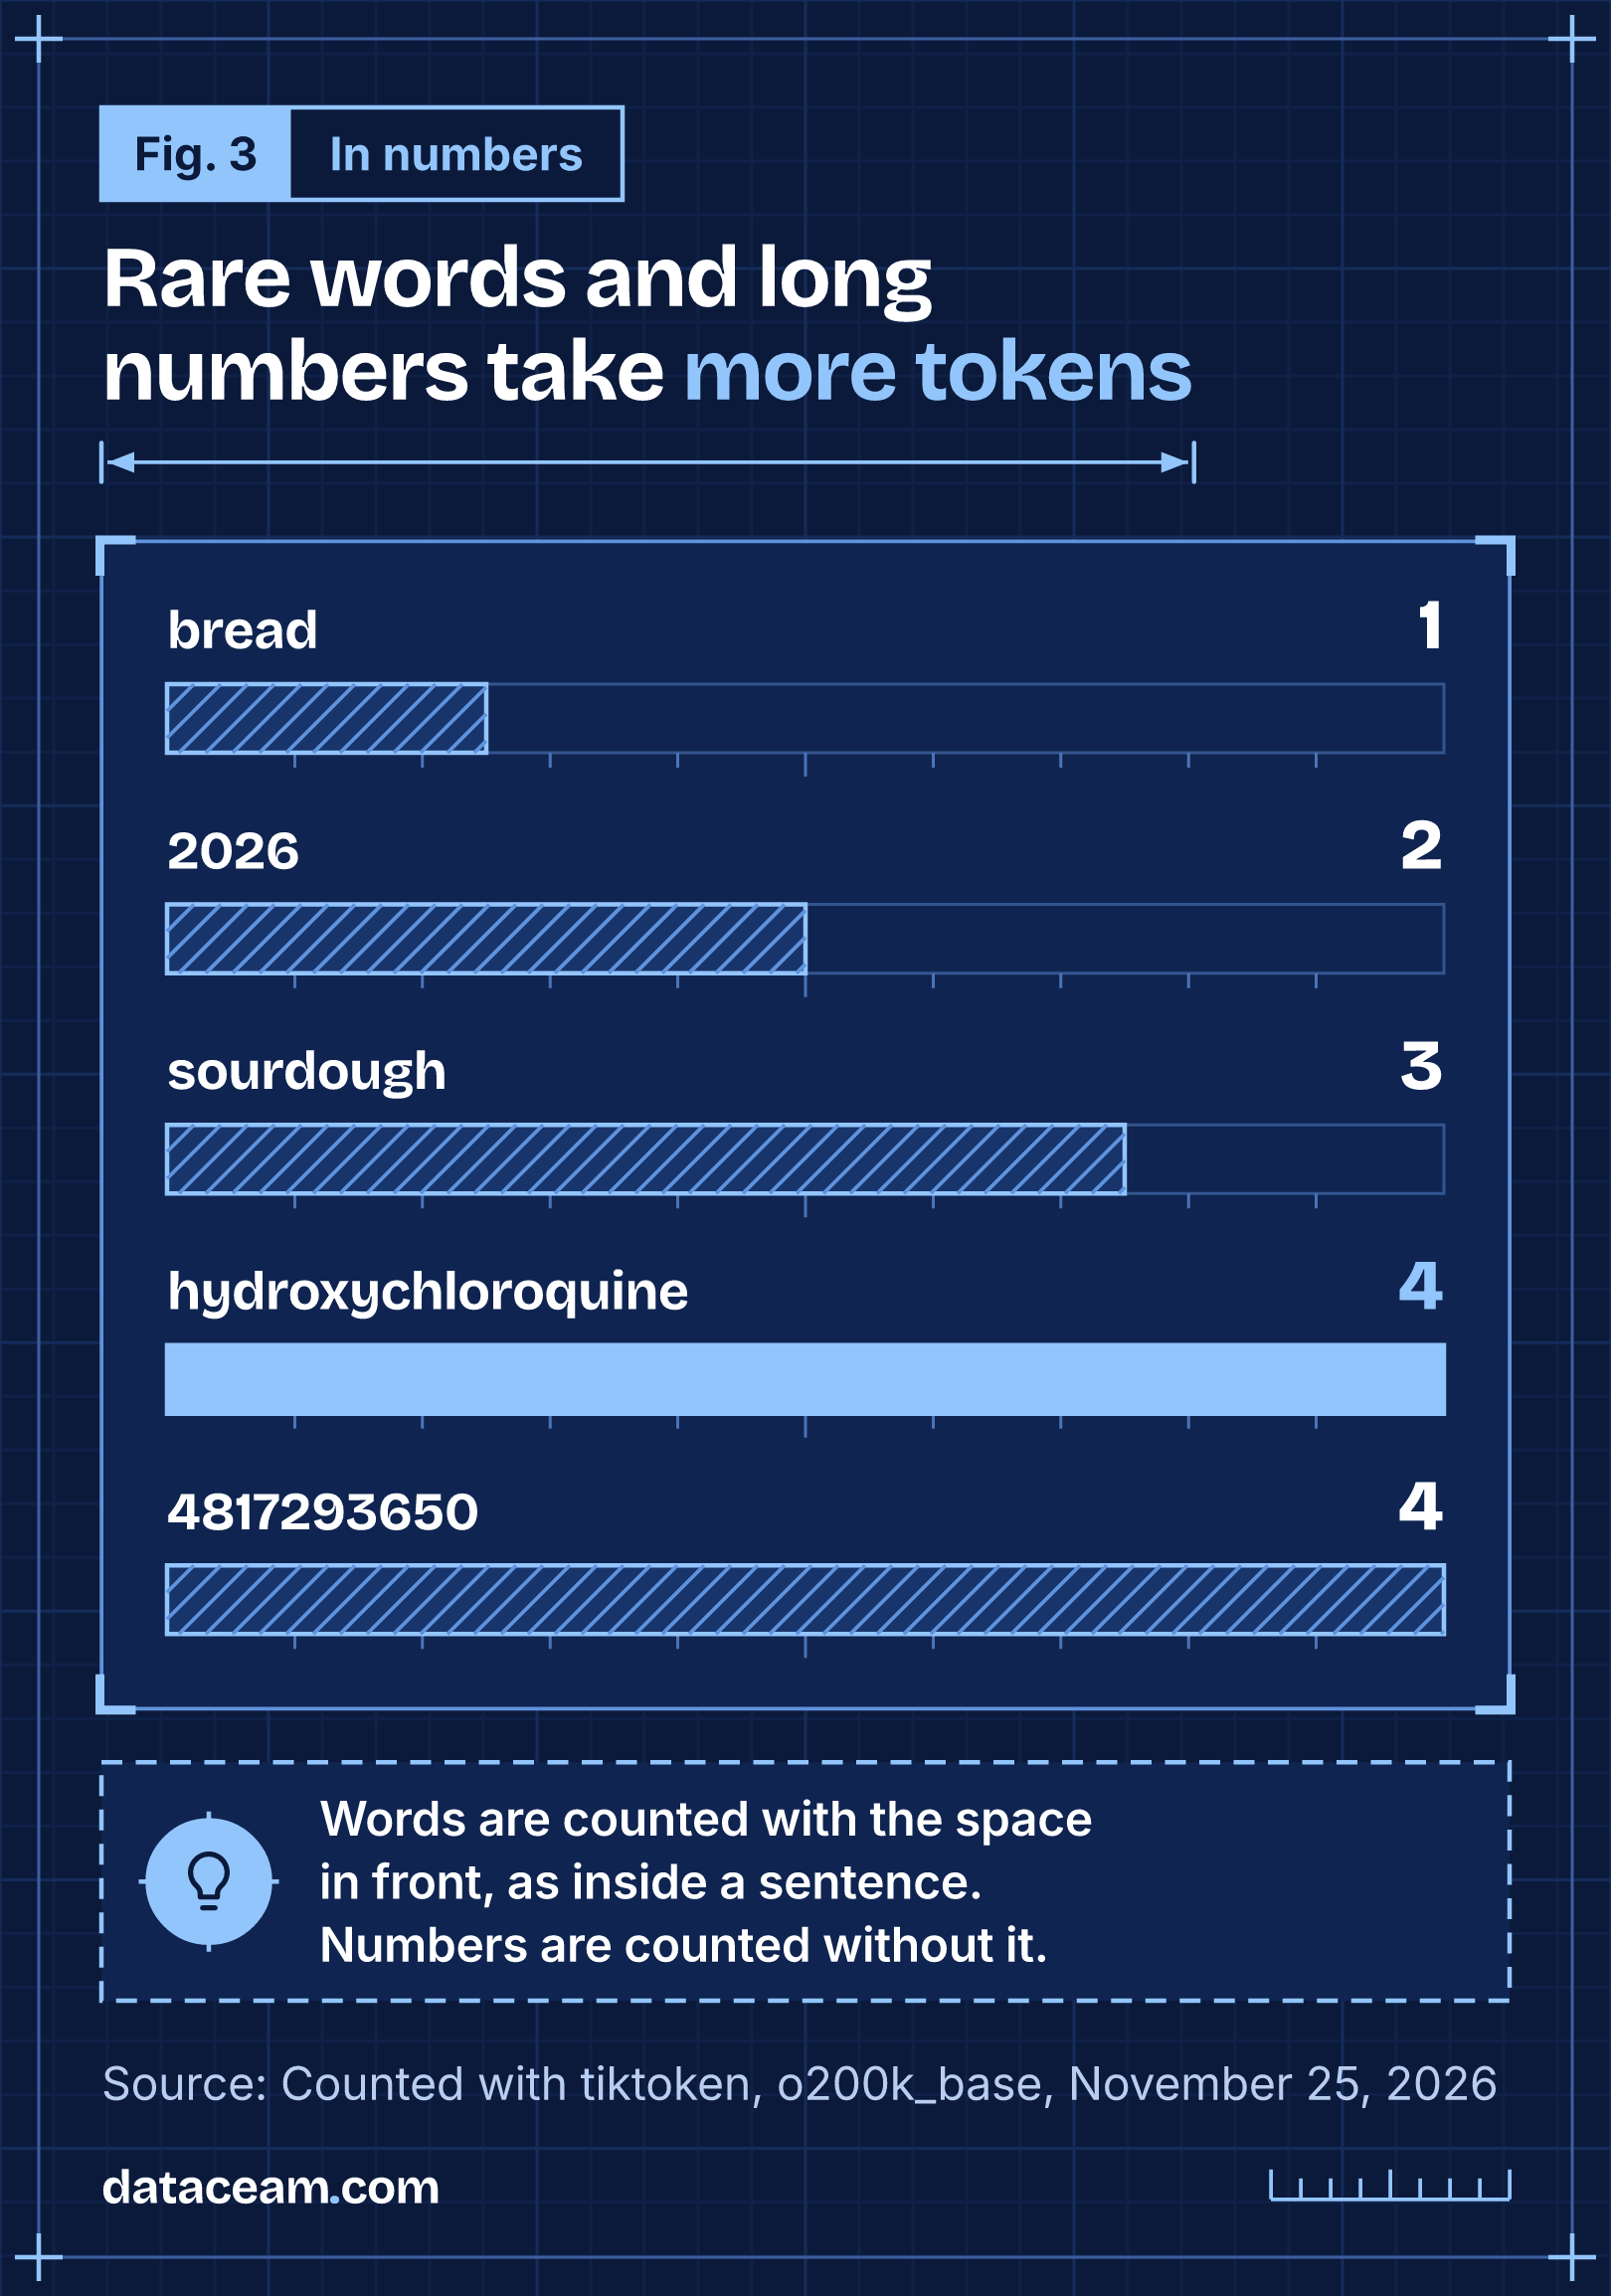 Fig. 3 In numbers
Rare words and long
numbers take more tokens
bread 1
2026 2
sourdough 3
hydroxychloroquine 4
4817293650 4
Words are counted with the space
in front, as inside a sentence.
Numbers are counted without it.
Source: Counted with tiktoken, o200k_base, November 25, 2026
dataceam.com